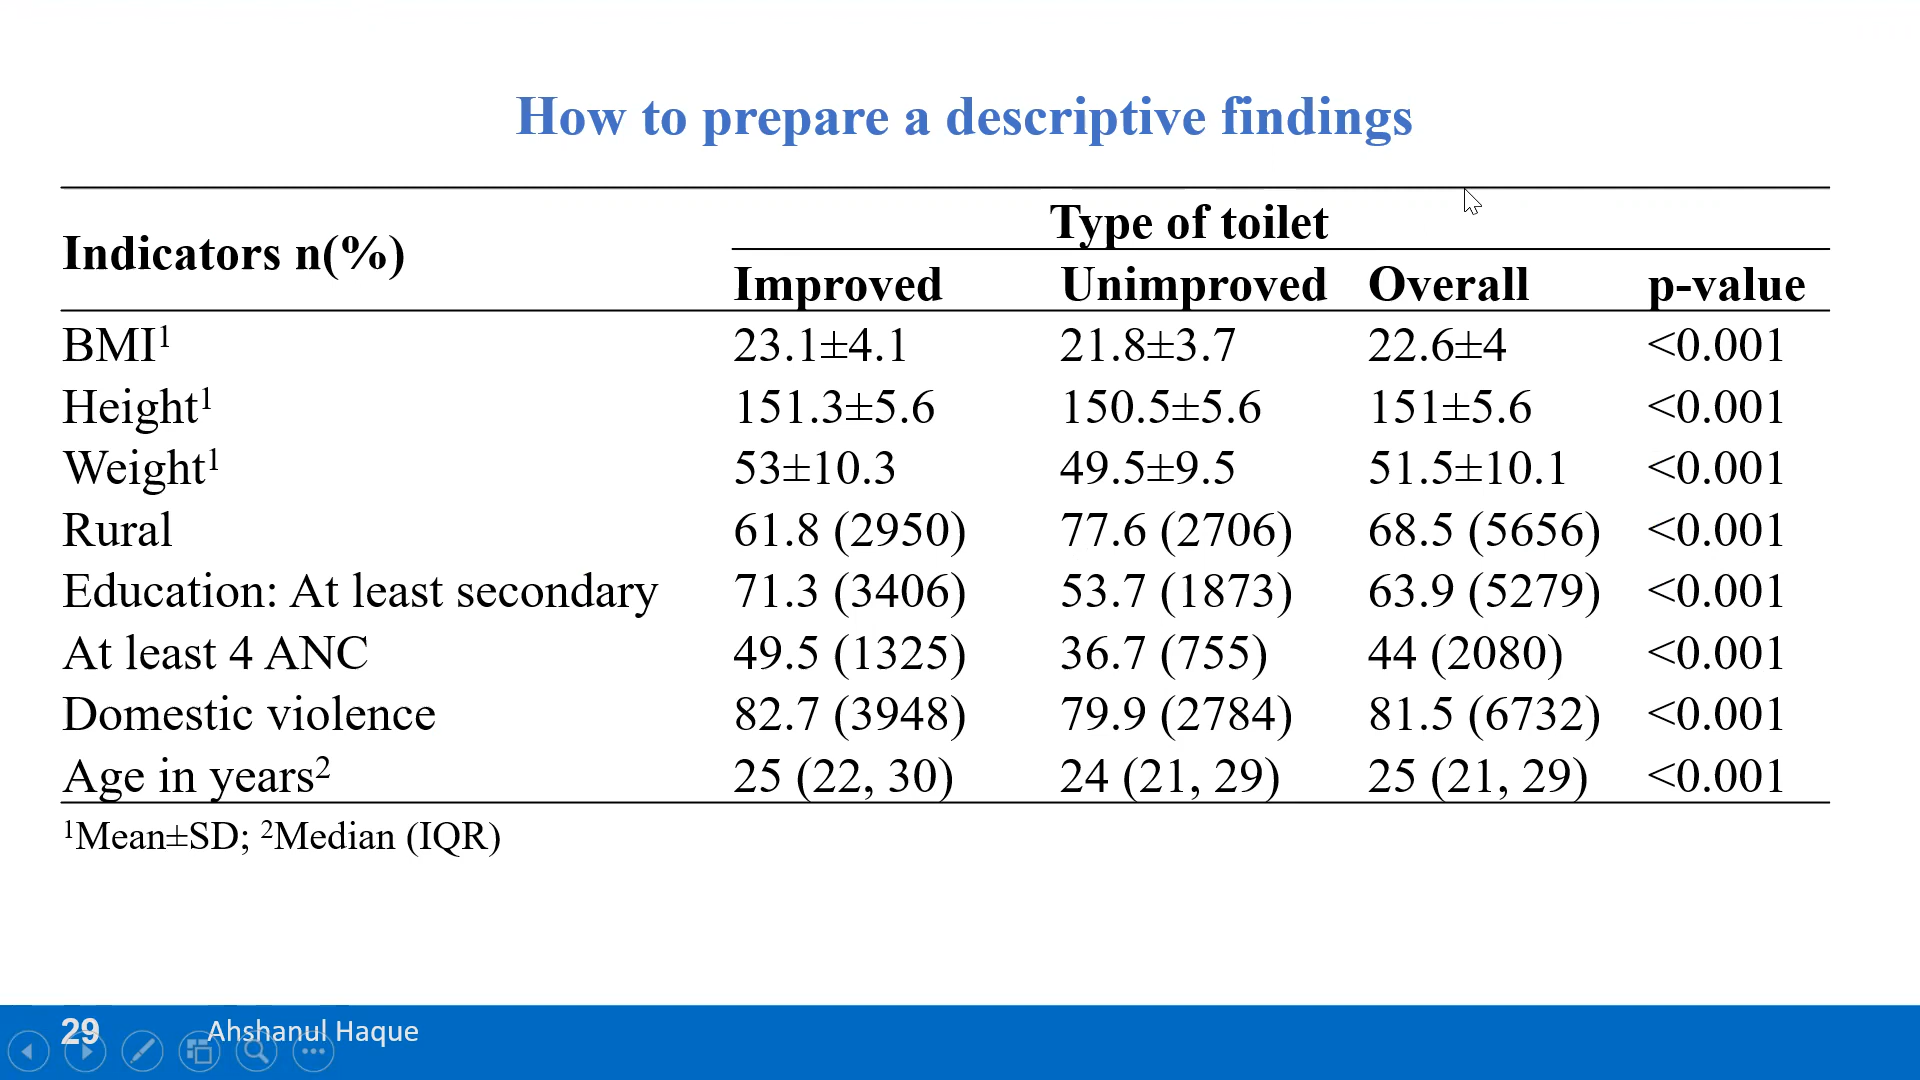 How to prepare a descriptive findings
Indicators n(%) Type of toilet
Improved Unimproved Overall p-value
BMI¹ 23.1±4.1 21.8±3.7 22.6±4 <0.001
Height¹ 151.3±5.6 150.5±5.6 151±5.6 <0.001
Weight¹ 53±10.3 49.5±9.5 51.5±10.1 <0.001
Rural 61.8 (2950) 77.6 (2706) 68.5 (5656) <0.001
Education: At least secondary 71.3 (3406) 53.7 (1873) 63.9 (5279) <0.001
At least 4 ANC 49.5 (1325) 36.7 (755) 44 (2080) <0.001
Domestic violence 82.7 (3948) 79.9 (2784) 81.5 (6732) <0.001
Age in years² 25 (22, 30) 24 (21, 29) 25 (21, 29) <0.001
¹Mean±SD; ²Median (IQR)
29 Ahshanul Haque